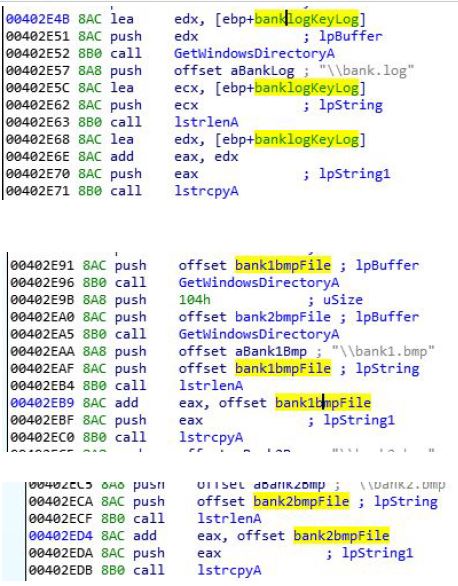 00402E4B 8AC lea edx, [ebp+banklogKeyLog]
00402E51 8AC push edx ; lpBuffer
00402E52 8B0 call GetWindowsDirectoryA
00402E57 8A8 push offset aBankLog ; "\\bank.log"
00402E5C 8AC lea ecx, [ebp+banklogKeyLog]
00402E62 8AC push ecx ; lpString
00402E63 8B0 call lstrlenA
00402E68 8AC lea edx, [ebp+banklogKeyLog]
00402E6E 8AC add eax, edx
00402E70 8AC push eax ; lpString1
00402E71 8B0 call lstrcpyA
00402E91 8AC push offset bank1bmpFile ; lpBuffer
00402E96 8B0 call GetWindowsDirectoryA
00402E9B 8A8 push 104h ; uSize
00402EA0 8AC push offset bank2bmpFile ; lpBuffer
00402EA5 8B0 call GetWindowsDirectoryA
00402EAA 8A8 push offset aBank1Bmp ; "\\bank1.bmp"
00402EAF 8AC push offset bank1bmpFile ; lpString
00402EB4 8B0 call lstrlenA
00402EB9 8AC add eax, offset bank1bmpFile
00402EBF 8AC push eax ; lpString1
00402EC0 8B0 call lstrcpyA
00402EC5 8A8 push offset aBank2Bmp ; "\\bank2.bmp
00402ECA 8AC push offset bank2bmpFile ; lpString
00402ECF 8B0 call lstrlenA
00402ED4 8AC add eax, offset bank2bmpFile
00402EDA 8AC push eax ; lpString1
00402EDB 8B0 call lstrcpyA